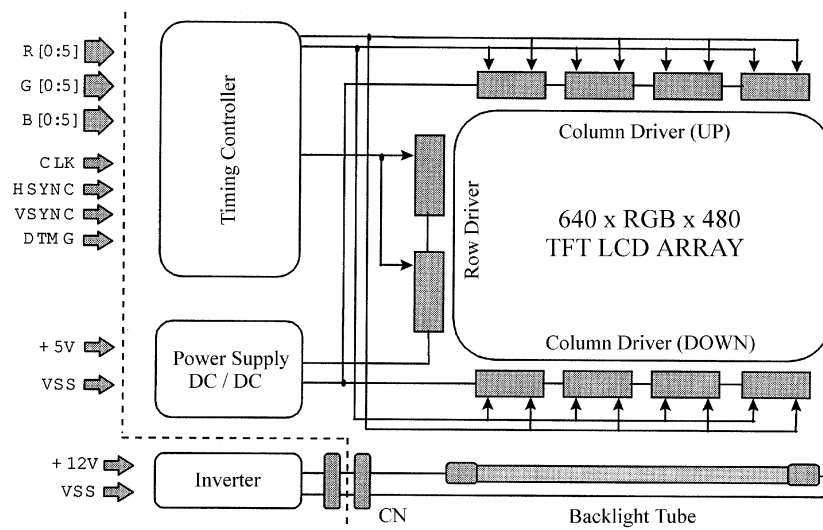 R[0:5]
G[0:5]
B[0:5]
CLK
HSYNC
VSYNC
DTMG
+5V
VSS
+12V
VSS
Timing Controller
Power Supply
DC / DC
Inverter
CN
Column Driver (UP)
Row Driver
640 x RGB x 480
TFT LCD ARRAY
Column Driver (DOWN)
Backlight Tube